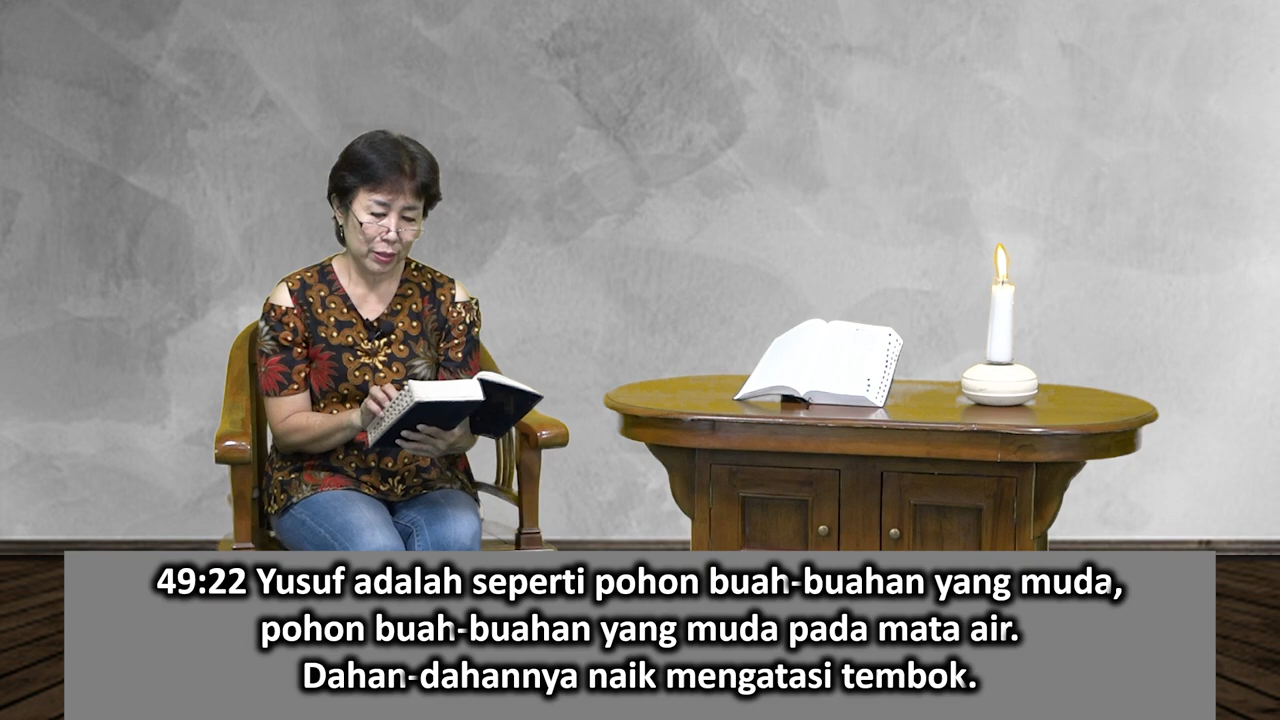 49:22 Yusuf adalah seperti pohon buah-buahan yang muda,
pohon buah-buahan yang muda pada mata air.
Dahan-dahannya naik mengatasi tembok.